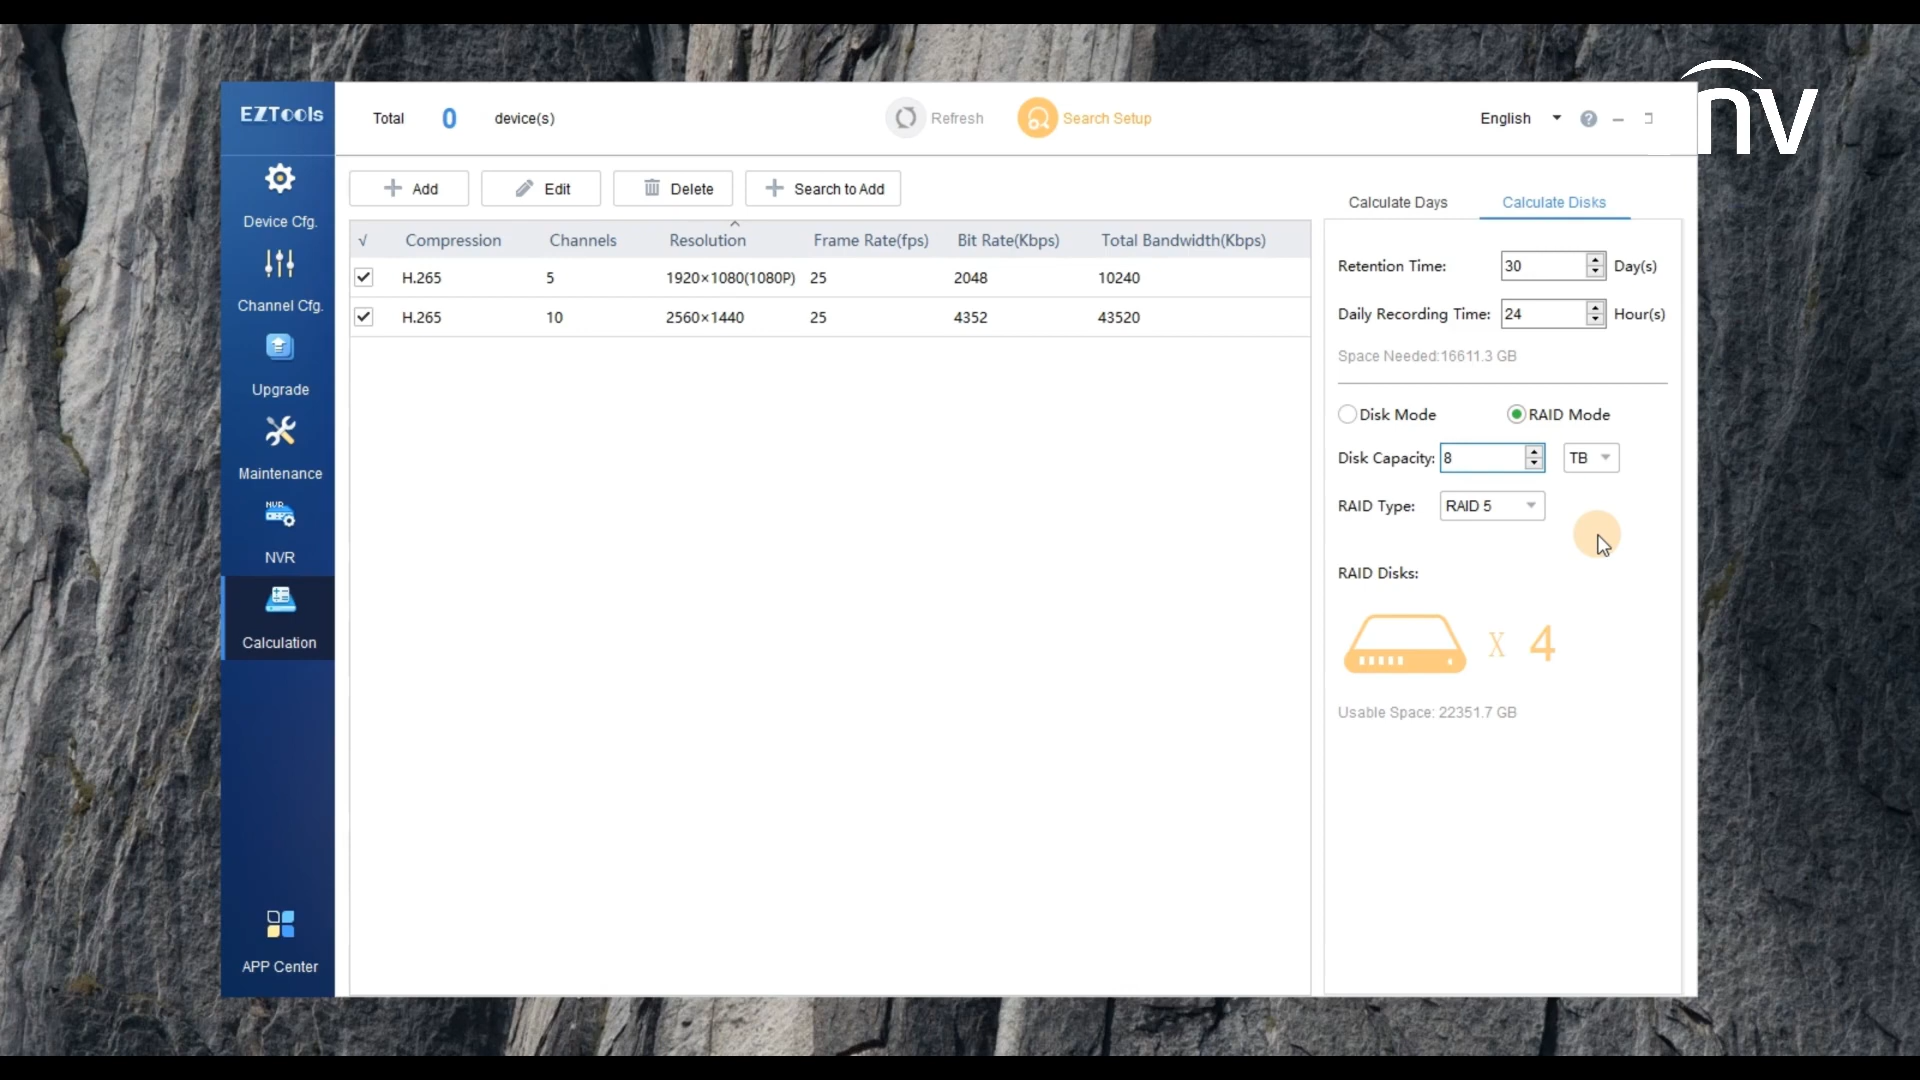 nv
EZTools
Total 0 device(s)
Refresh
Search Setup
English
Device Cfg.
Channel Cfg.
Upgrade
Maintenance
NVR
NVR
Calculation
APP Center
Add
Edit
Delete
Search to Add
√ Compression Channels Resolution Frame Rate(fps) Bit Rate(Kbps) Total Bandwidth(Kbps)
H.265 5 1920×1080(1080P) 25 2048 10240
H.265 10 2560×1440 25 4352 43520
Calculate Days
Calculate Disks
Retention Time: 30 Day(s)
Daily Recording Time: 24 Hour(s)
Space Needed:16611.3 GB
Disk Mode RAID Mode
Disk Capacity: 8 TB
RAID Type: RAID 5
RAID Disks:
X 4
Usable Space: 22351.7 GB